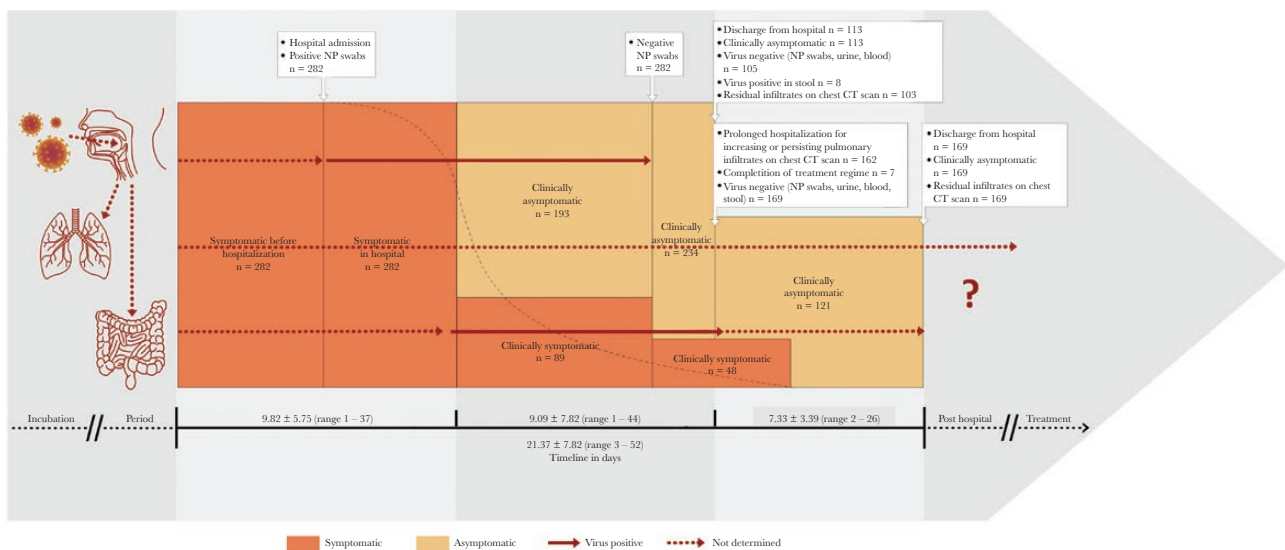 • Hospital admission
• Positive NP swabs
n = 282
• Negative
NP swabs
n = 282
• Discharge from hospital n = 113
• Clinically asymptomatic n = 113
• Virus negative (NP swabs, urine, blood)
n = 105
• Virus positive in stool n = 8
• Residual infiltrates on chest CT scan n = 103
• Prolonged hospitalization for
increasing or persisting pulmonary
infiltrates on chest CT scan n = 162
• Completition of treatment regime n = 7
• Virus negative (NP swabs, urine, blood,
stool) n = 169
• Discharge from hospital
n = 169
• Clinically asymptomatic
n = 169
• Residual infiltrates on chest
CT scan n = 169
Symptomatic before
hospitalization
n = 282
Symptomatic
in hospital
n = 282
Clinically
asymptomatic
n = 193
Clinically symptomatic
n = 89
Clinically
asymptomatic
n = 234
Clinically symptomatic
n = 48
Clinically
asymptomatic
n = 121
?
Incubation // Period
9.82 ± 5.75 (range 1 – 37)
9.09 ± 7.82 (range 1 – 44)
7.33 ± 3.39 (range 2 – 26)
Post hospital // Treatment
21.37 ± 7.82 (range 3 – 52)
Timeline in days
Symptomatic
Asymptomatic
Virus positive
Not determined